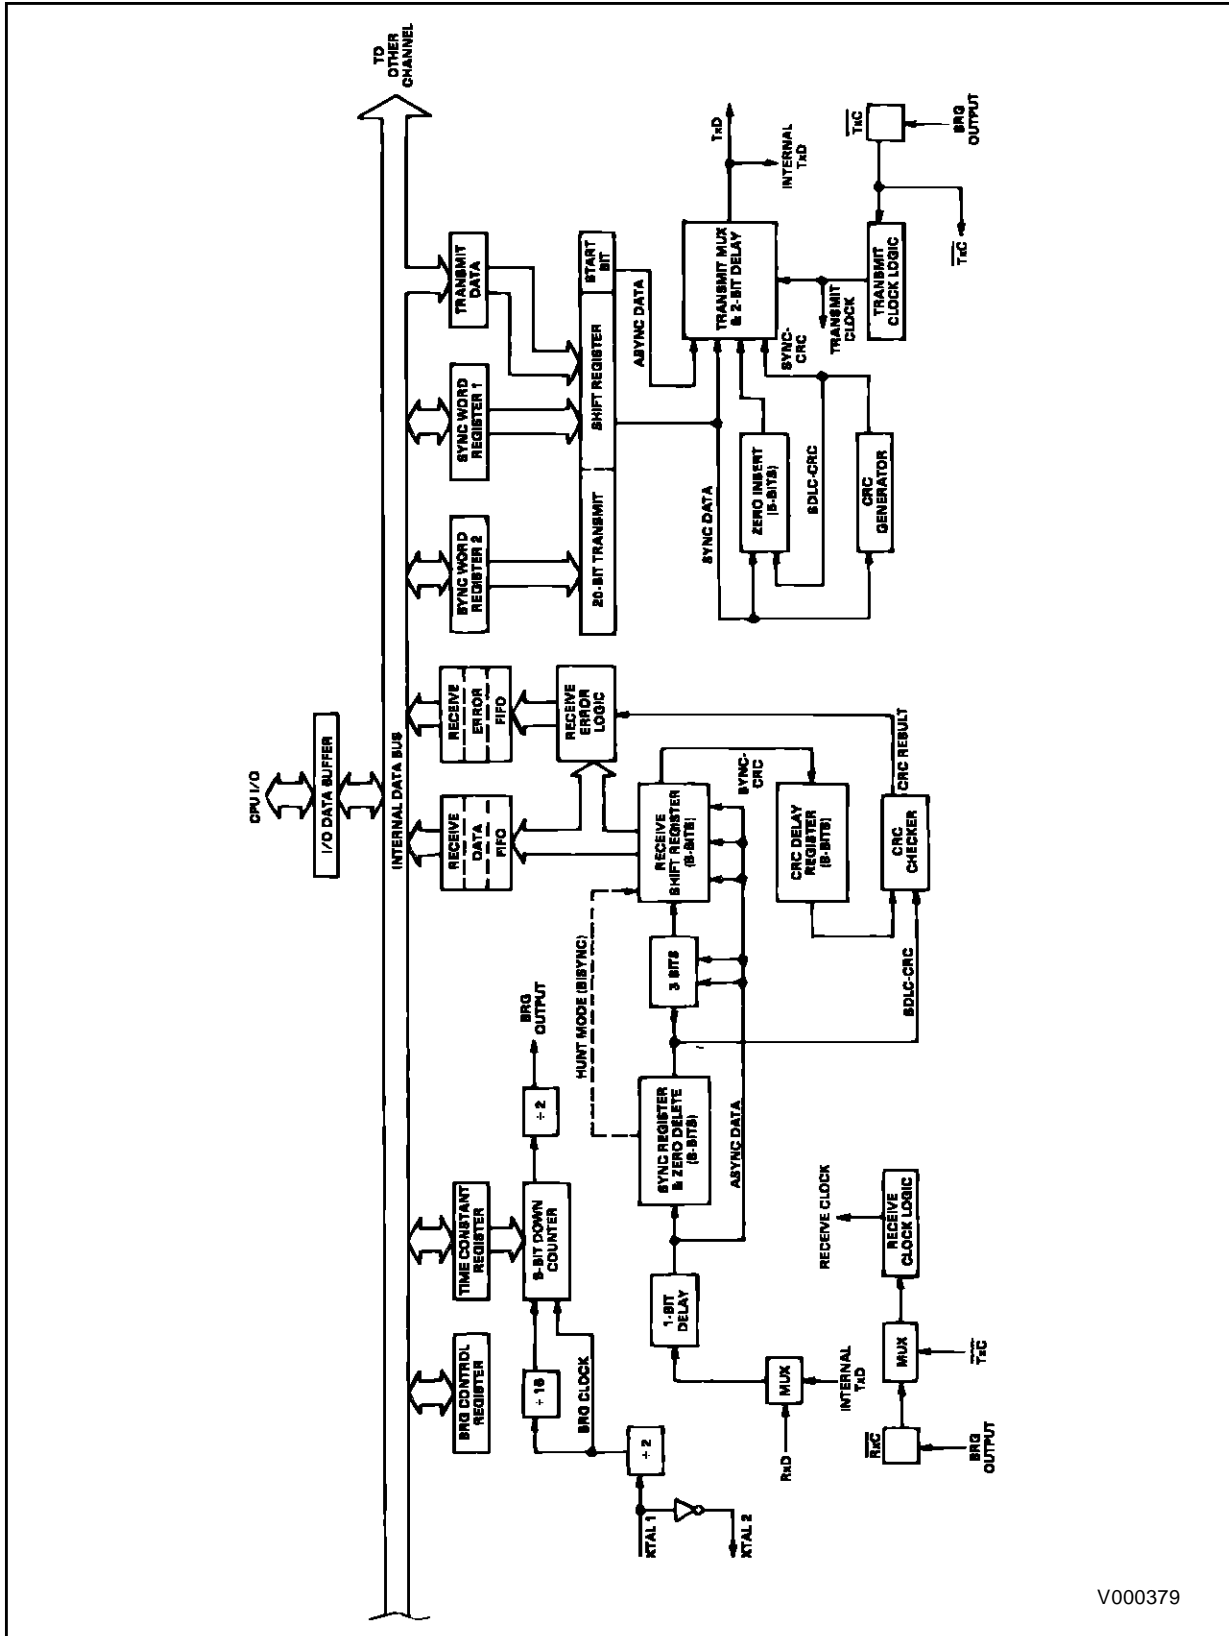 TO
OTHER
CHANNEL
CPU I/O
I/O DATA BUFFER
INTERNAL DATA BUS
BRG CONTROL
REGISTER
TIME CONSTANT
REGISTER
RECEIVE
DATA
FIFO
RECEIVE
ERROR
FIFO
SYNC WORD
REGISTER 2
SYNC WORD
REGISTER 1
TRANSMIT
DATA
÷ 16
BRG CLOCK
8-BIT DOWN
COUNTER
÷ 2
BRG
OUTPUT
÷ 2
XTAL 1
XTAL 2
HUNT MODE (BISYNC)
RECEIVE
ERROR
LOGIC
20-BIT TRANSMIT
SHIFT REGISTER
START
BIT
ASYNC DATA
1-BIT
DELAY
SYNC REGISTER
& ZERO DELETE
(8-BITS)
3 BITS
RECEIVE
SHIFT REGISTER
(8-BITS)
SYNC-
CRC
ASYNC DATA
MUX
RxD
INTERNAL
TxD
CRC DELAY
REGISTER
(8-BITS)
CRC
CHECKER
CRC RESULT
SDLC-CRC
RECEIVE CLOCK
RECEIVE
CLOCK LOGIC
MUX
TxC
RxC
BRG
OUTPUT
SYNC DATA
ZERO INSERT
(5-BITS)
SDLC-CRC
CRC
GENERATOR
SYNC-
CRC
TRANSMIT MUX
& 2-BIT DELAY
TxD
INTERNAL
TxD
TRANSMIT
CLOCK
TRANSMIT
CLOCK LOGIC
TxC
TxC
BRG
OUTPUT
V000379